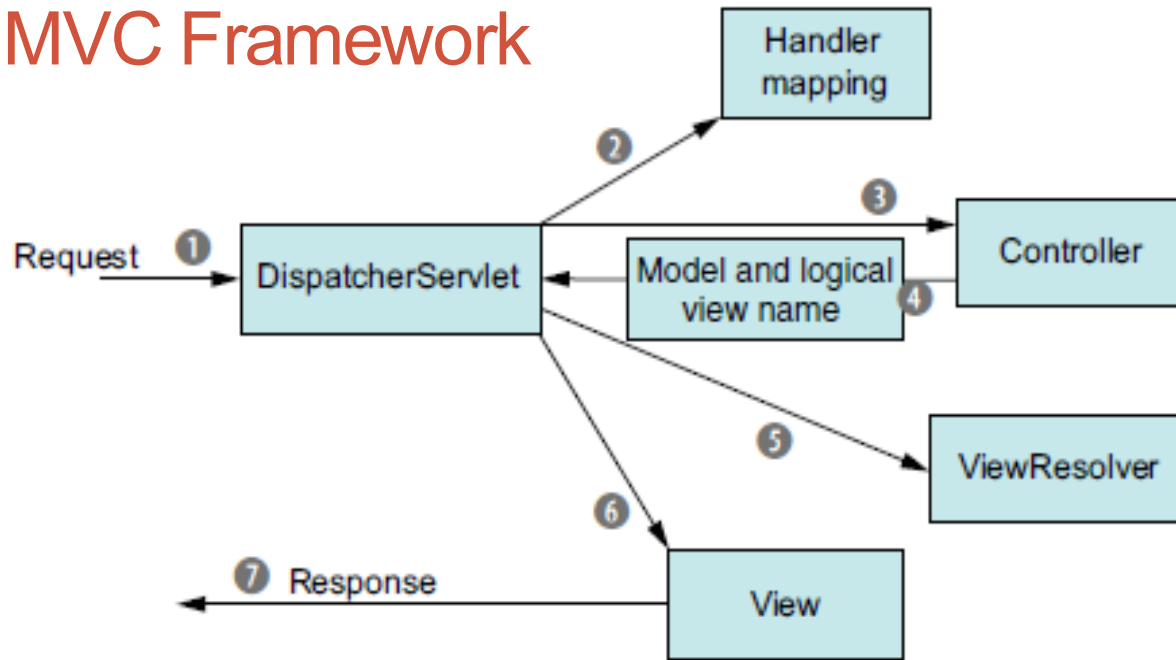 MVC Framework
Handler
mapping
2
3
Request 1
DispatcherServlet
Model and logical
view name
4
Controller
5
ViewResolver
6
7 Response
View